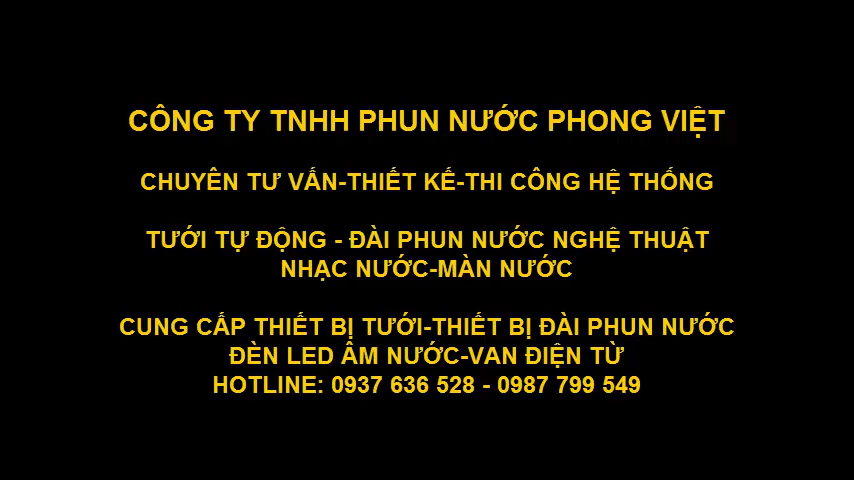 CÔNG TY TNHH PHUN NƯỚC PHONG VIỆT
CHUYÊN TƯ VẤN-THIẾT KẾ-THI CÔNG HỆ THỐNG
TƯỚI TỰ ĐỘNG - ĐÀI PHUN NƯỚC NGHỆ THUẬT
NHẠC NƯỚC-MÀN NƯỚC
CUNG CẤP THIẾT BỊ TƯỚI-THIẾT BỊ ĐÀI PHUN NƯỚC
ĐÈN LED ÂM NƯỚC-VAN ĐIỆN TỪ
HOTLINE: 0937 636 528 - 0987 799 549